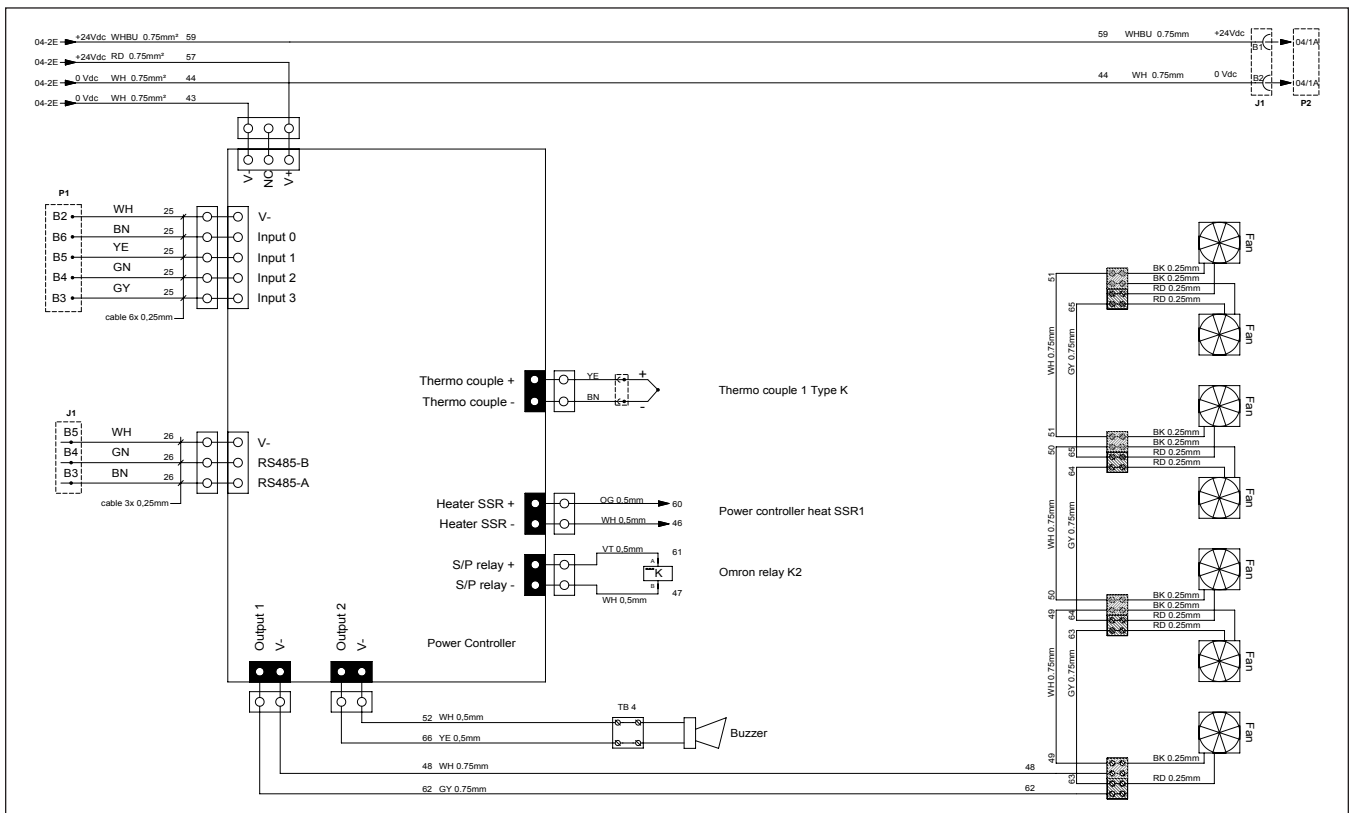 04-2E +24Vdc WHBU 0.75mm² 59 59 WHBU 0.75mm +24Vdc B1 04/1A
04-2E +24Vdc RD 0.75mm² 57
04-2E 0 Vdc WH 0.75mm² 44 44 WH 0.75mm 0 Vdc B2 04/1A
04-2E 0 Vdc WH 0.75mm² 43
J1 P2
V- NC V+
P1
B2 WH 25 V-
B6 BN 25 Input 0
B5 YE 25 Input 1
B4 GN 25 Input 2
B3 GY 25 Input 3
cable 6x 0,25mm
Thermo couple + YE + Thermo couple 1 Type K
Thermo couple - BN -
J1
B5 WH 26 V-
B4 GN 26 RS485-B
B3 BN 26 RS485-A
cable 3x 0,25mm
Heater SSR + OG 0,5mm 60 Power controller heat SSR1
Heater SSR - WH 0,5mm 46
S/P relay + VT 0,5mm 61 A K B Omron relay K2
S/P relay - WH 0,5mm 47
Power Controller
Output 1 V- Output 2 V-
TB 4
52 WH 0,5mm
66 YE 0,5mm
Buzzer
48 WH 0.75mm 48
62 GY 0.75mm 62
Fan
51 BK 0.25mm
BK 0.25mm
RD 0.25mm
65 RD 0.25mm
Fan
WH 0.75mm GY 0.75mm
Fan
51 BK 0.25mm
50 65 BK 0.25mm
RD 0.25mm
64 RD 0.25mm
Fan
WH 0.75mm GY 0.75mm
Fan
50 BK 0.25mm
49 64 BK 0.25mm
RD 0.25mm
63 RD 0.25mm
Fan
WH 0.75mm GY 0.75mm
Fan
49 BK 0.25mm
63 RD 0.25mm